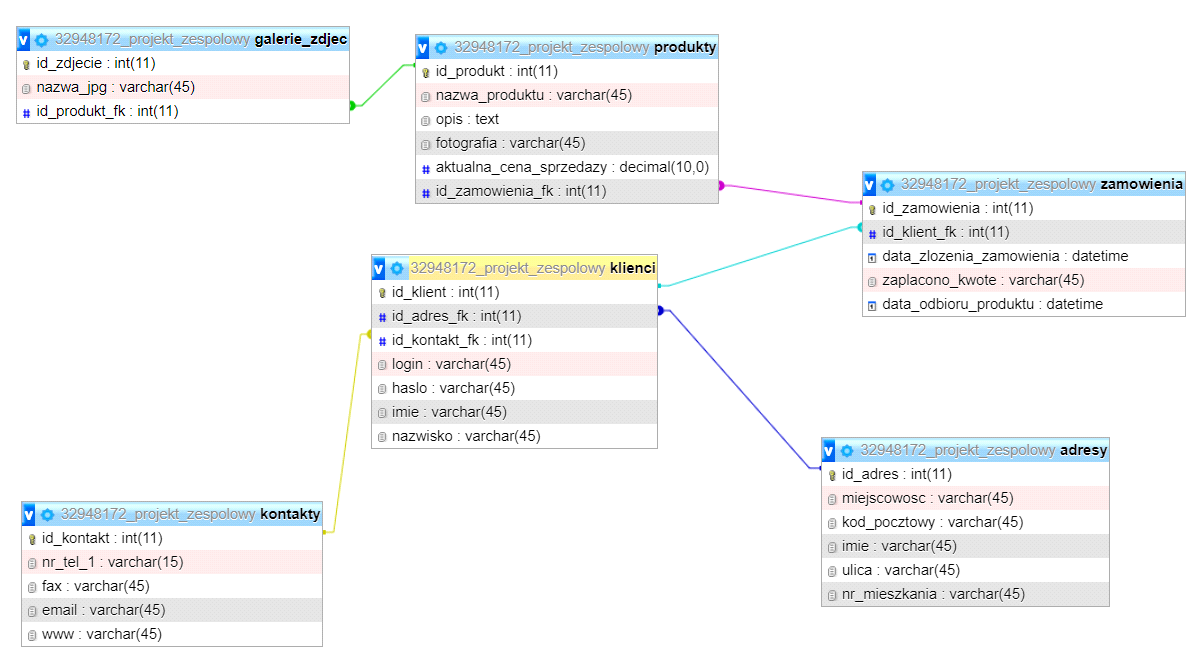 v 32948172_projekt_zespolowy galerie_zdjec
id_zdjecie : int(11)
nazwa_jpg : varchar(45)
# id_produkt_fk : int(11)
v 32948172_projekt_zespolowy produkty
id_produkt : int(11)
nazwa_produktu : varchar(45)
opis : text
fotografia : varchar(45)
# aktualna_cena_sprzedazy : decimal(10,0)
# id_zamowienia_fk : int(11)
v 32948172_projekt_zespolowy zamowienia
id_zamowienia : int(11)
# id_klient_fk : int(11)
data_zlozenia_zamowienia : datetime
zaplacono_kwote : varchar(45)
data_odbioru_produktu : datetime
v 32948172_projekt_zespolowy klienci
id_klient : int(11)
# id_adres_fk : int(11)
# id_kontakt_fk : int(11)
login : varchar(45)
haslo : varchar(45)
imie : varchar(45)
nazwisko : varchar(45)
v 32948172_projekt_zespolowy adresy
id_adres : int(11)
miejscowosc : varchar(45)
kod_pocztowy : varchar(45)
imie : varchar(45)
ulica : varchar(45)
nr_mieszkania : varchar(45)
v 32948172_projekt_zespolowy kontakty
id_kontakt : int(11)
nr_tel_1 : varchar(15)
fax : varchar(45)
email : varchar(45)
www : varchar(45)